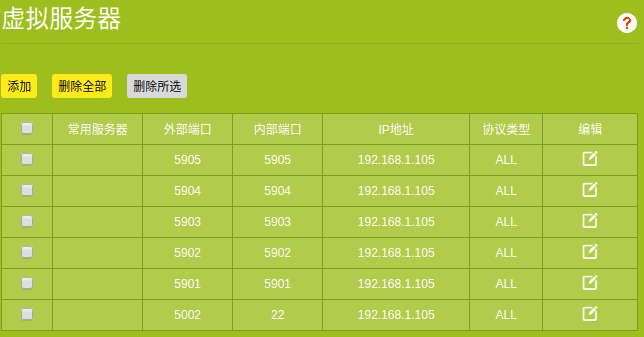 虚拟服务器
?
添加 删除全部 删除所选
常用服务器 外部端口 内部端口 IP地址 协议类型 编辑
5905 5905 192.168.1.105 ALL
5904 5904 192.168.1.105 ALL
5903 5903 192.168.1.105 ALL
5902 5902 192.168.1.105 ALL
5901 5901 192.168.1.105 ALL
5002 22 192.168.1.105 ALL